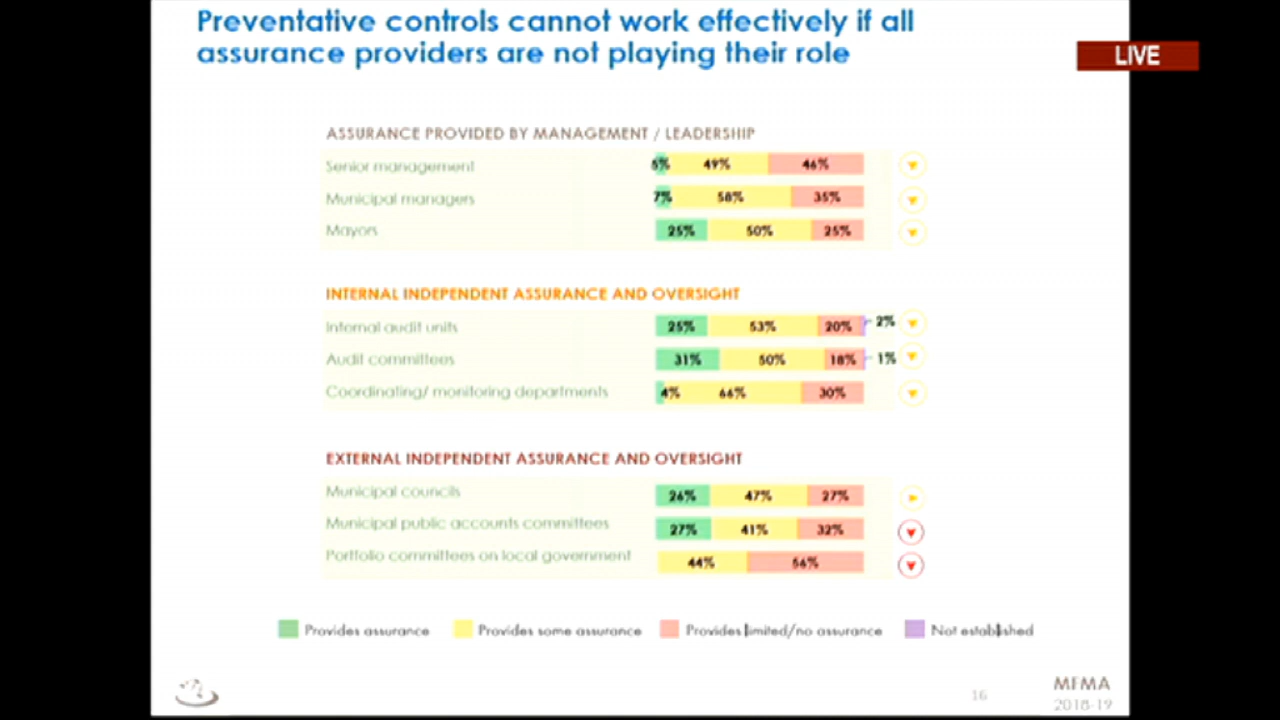 Preventative controls cannot work effectively if all
assurance providers are not playing their role
LIVE
ASSURANCE PROVIDED BY MANAGEMENT / LEADERSHIP
Senior management 5% 49% 46%
Municipal managers 7% 58% 35%
Mayors 25% 50% 25%
INTERNAL INDEPENDENT ASSURANCE AND OVERSIGHT
Internal audit units 25% 53% 20% 2%
Audit committees 31% 50% 18% 1%
Coordinating/ monitoring departments 4% 66% 30%
EXTERNAL INDEPENDENT ASSURANCE AND OVERSIGHT
Municipal councils 26% 47% 27%
Municipal public accounts committees 27% 41% 32%
Portfolio committees on local government 44% 56%
Provides assurance Provides some assurance Provides limited/no assurance Not established
16
MFMA
2018-19